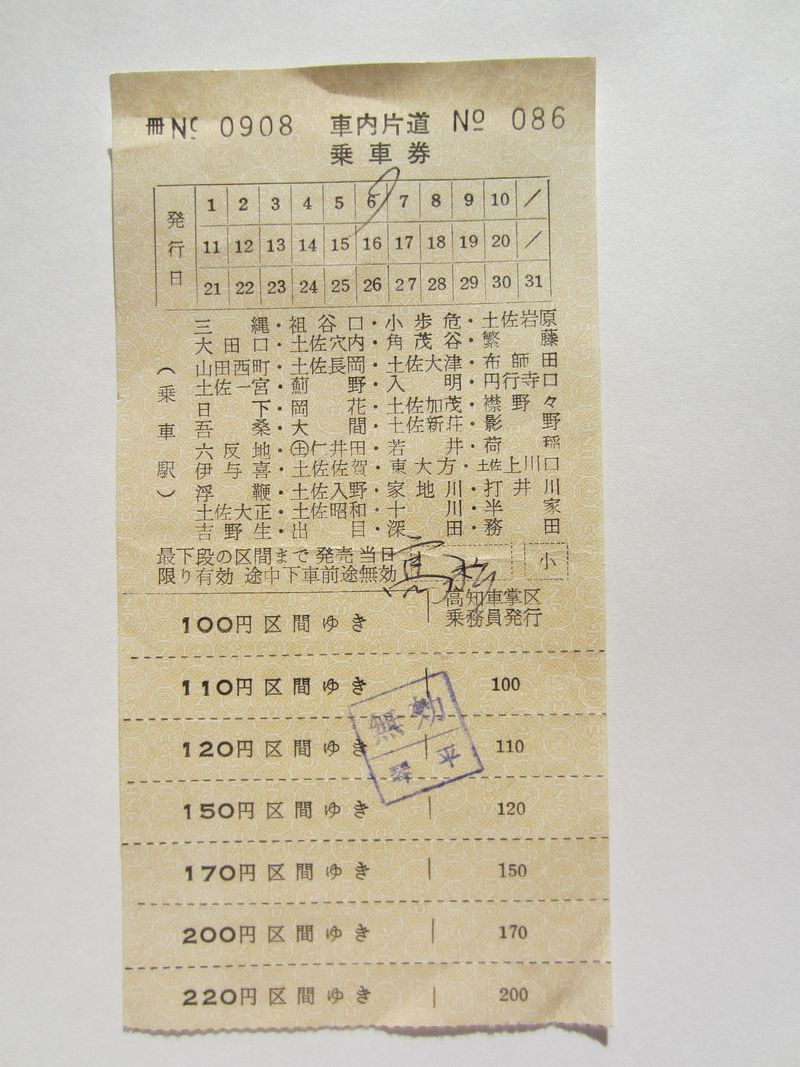 冊 № 0908 車内片道 № 086
乗車券
発行日
1 2 3 4 5 6 7 8 9 10 /
11 12 13 14 15 16 17 18 19 20 /
21 22 23 24 25 26 27 28 29 30 31
(乗車駅)
三縄・祖谷口・小歩危・土佐岩原
大田口・土佐穴内・角茂谷・繁藤
山田西町・土佐長岡・土佐大津・布師田
土佐一宮・薊野・入明・円行寺口
日下・岡花・土佐加茂・襟野々
吾桑・大間・土佐新荘・影野
六反地・㊏仁井田・若井・荷稲
伊与喜・土佐佐賀・東大方・土佐上川口
浮鞭・土佐入野・家地川・打井川
土佐大正・土佐昭和・十川・半家
吉野生・出目・深田・務田
最下段の区間まで発売当日
限り有効 途中下車前途無効
小
高知車掌区
乗務員発行
100円区間ゆき
110円区間ゆき 100
無効
琴平
120円区間ゆき 110
150円区間ゆき 120
170円区間ゆき 150
200円区間ゆき 170
220円区間ゆき 200